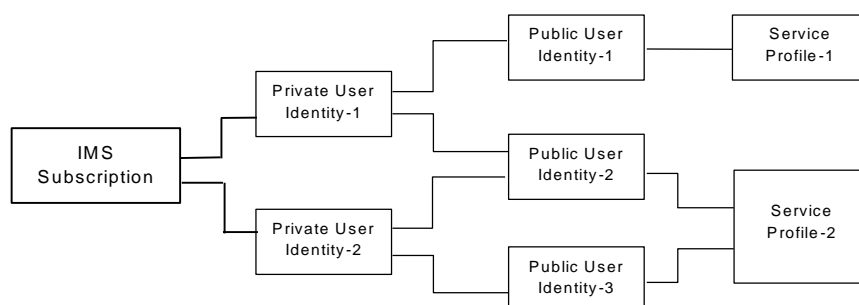 IMS
Subscription
Private User
Identity-1
Private User
Identity-2
Public User
Identity-1
Public User
Identity-2
Public User
Identity-3
Service
Profile-1
Service
Profile-2